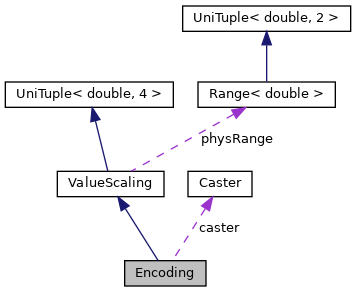 UniTuple< double, 2 >
UniTuple< double, 4 >
Range< double >
physRange
ValueScaling
Caster
caster
Encoding